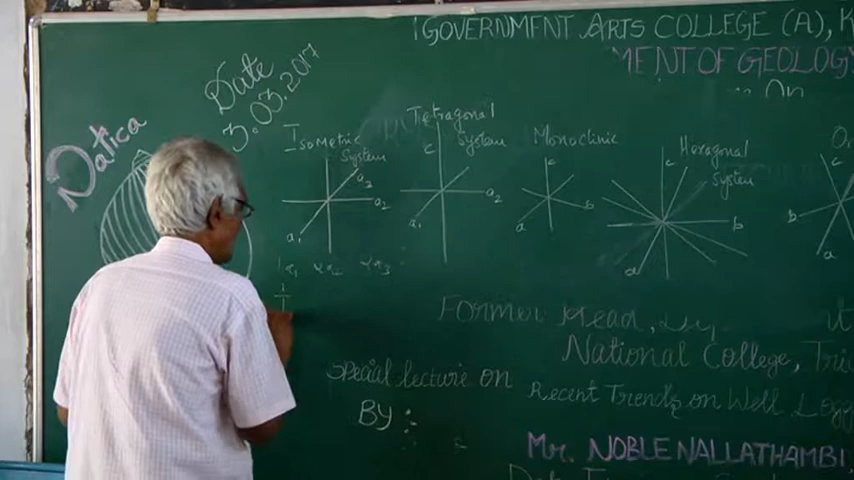 GOVERNMENT ARTS COLLEGE (A), K
MENT OF GEOLOGY
On
Date
3.03.2017
Isometric
System
a3
a2
a1
Tetragonal
System
c
a2
a1
Monoclinic
c
b
a
Hexagonal
System
c
b
a
c
b
a
Former Head,
National College, Tri
Special lecture on
Recent Trends on Well Logg
By :
Mr. NOBLE NALLATHAMBI